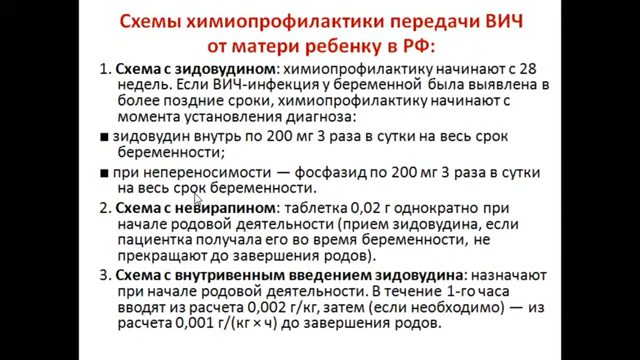 Схемы химиопрофилактики передачи ВИЧ
от матери ребенку в РФ:
1. Схема с зидовудином: химиопрофилактику начинают с 28
недель. Если ВИЧ-инфекция у беременной была выявлена в
более поздние сроки, химиопрофилактику начинают с
момента установления диагноза:
■ зидовудин внутрь по 200 мг 3 раза в сутки на весь срок
беременности;
■ при непереносимости — фосфазид по 200 мг 3 раза в сутки
на весь срок беременности.
2. Схема с невирапином: таблетка 0,02 г однократно при
начале родовой деятельности (прием зидовудина, если
пациентка получала его во время беременности, не
прекращают до завершения родов).
3. Схема с внутривенным введением зидовудина: назначают
при начале родовой деятельности. В течение 1-го часа
вводят из расчета 0,002 г/кг, затем (если необходимо) — из
расчета 0,001 г/(кг × ч) до завершения родов.